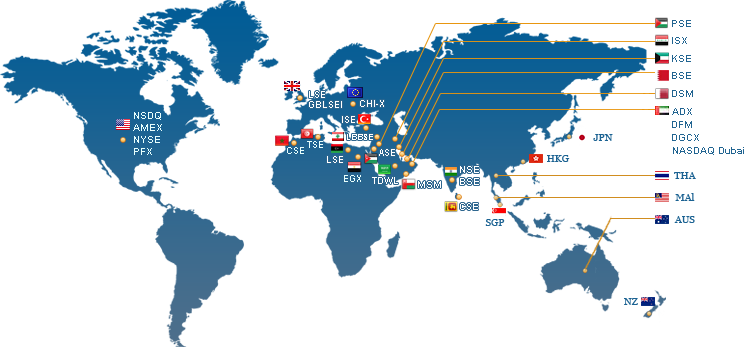 PSE
ISX
KSE
BSE
DSM
ADX
DFM
DGCX
NASDAQ Dubai
LSE
GBLSEI
CHI-X
NSDQ
AMEX
NYSE
PFX
ISE
LBBSE
TSE
CSE
LSE
ASE
EGX
TDWL
MSM
NSE
BSE
CSE
JPN
HKG
THA
MAI
SGP
AUS
NZ